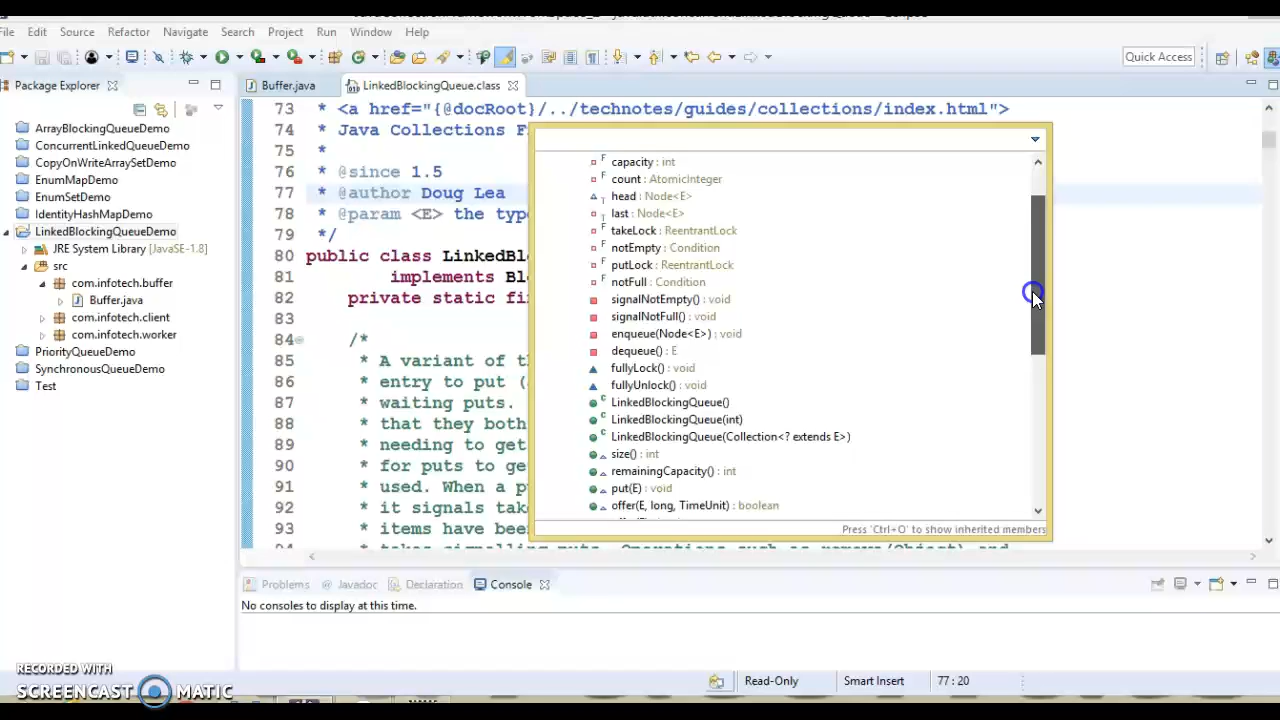 File Edit Source Refactor Navigate Search Project Run Window Help
Quick Access
Package Explorer
Buffer.java LinkedBlockingQueue.class
ArrayBlockingQueueDemo
ConcurrentLinkedQueueDemo
CopyOnWriteArraySetDemo
EnumMapDemo
EnumSetDemo
IdentityHashMapDemo
LinkedBlockingQueueDemo
JRE System Library [JavaSE-1.8]
src
com.infotech.buffer
Buffer.java
com.infotech.client
com.infotech.worker
PriorityQueueDemo
SynchronousQueueDemo
Test
73 * <a href="{@docRoot}/../technotes/guides/collections/index.html">
74 * Java Collections F
75 *
76 * @since 1.5
77 * @author Doug Lea
78 * @param <E> the typ
79 */
80 public class LinkedBl
81 implements Bl
82 private static fi
83
84 /*
85 * A variant of th
86 * entry to put (
87 * waiting puts.
88 * that they both
89 * needing to get
90 * for puts to ge
91 * used. When a p
92 * it signals take
93 * items have bee
capacity : int
count : AtomicInteger
head : Node<E>
last : Node<E>
takeLock : ReentrantLock
notEmpty : Condition
putLock : ReentrantLock
notFull : Condition
signalNotEmpty() : void
signalNotFull() : void
enqueue(Node<E>) : void
dequeue() : E
fullyLock() : void
fullyUnlock() : void
LinkedBlockingQueue()
LinkedBlockingQueue(int)
LinkedBlockingQueue(Collection<? extends E>)
size() : int
remainingCapacity() : int
put(E) : void
offer(E, long, TimeUnit) : boolean
Press 'Ctrl+O' to show inherited members
Problems @ Javadoc Declaration Console
No consoles to display at this time.
Read-Only Smart Insert 77 : 20
RECORDED WITH
SCREENCAST MATIC